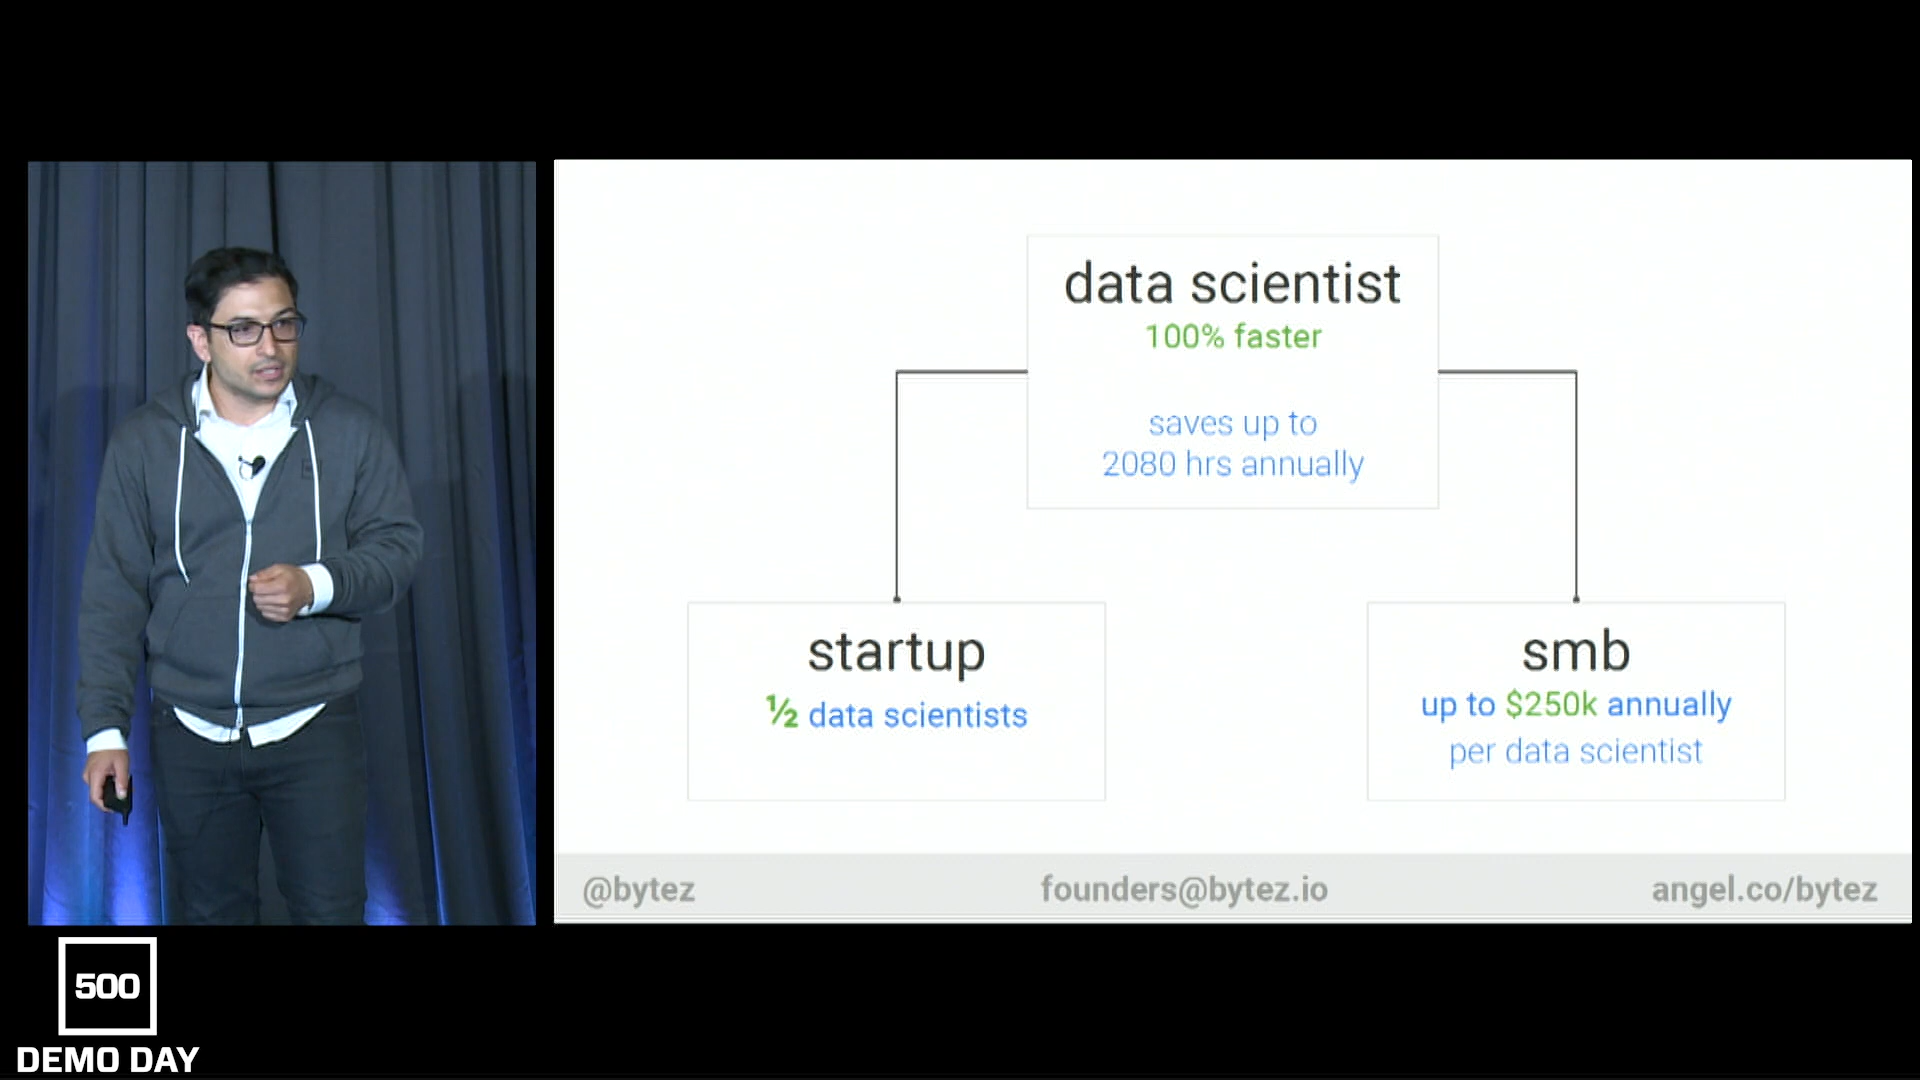 data scientist
100% faster
saves up to
2080 hrs annually
startup
½ data scientists
smb
up to $250k annually
per data scientist
@bytez
founders@bytez.io
angel.co/bytez
500
DEMO DAY